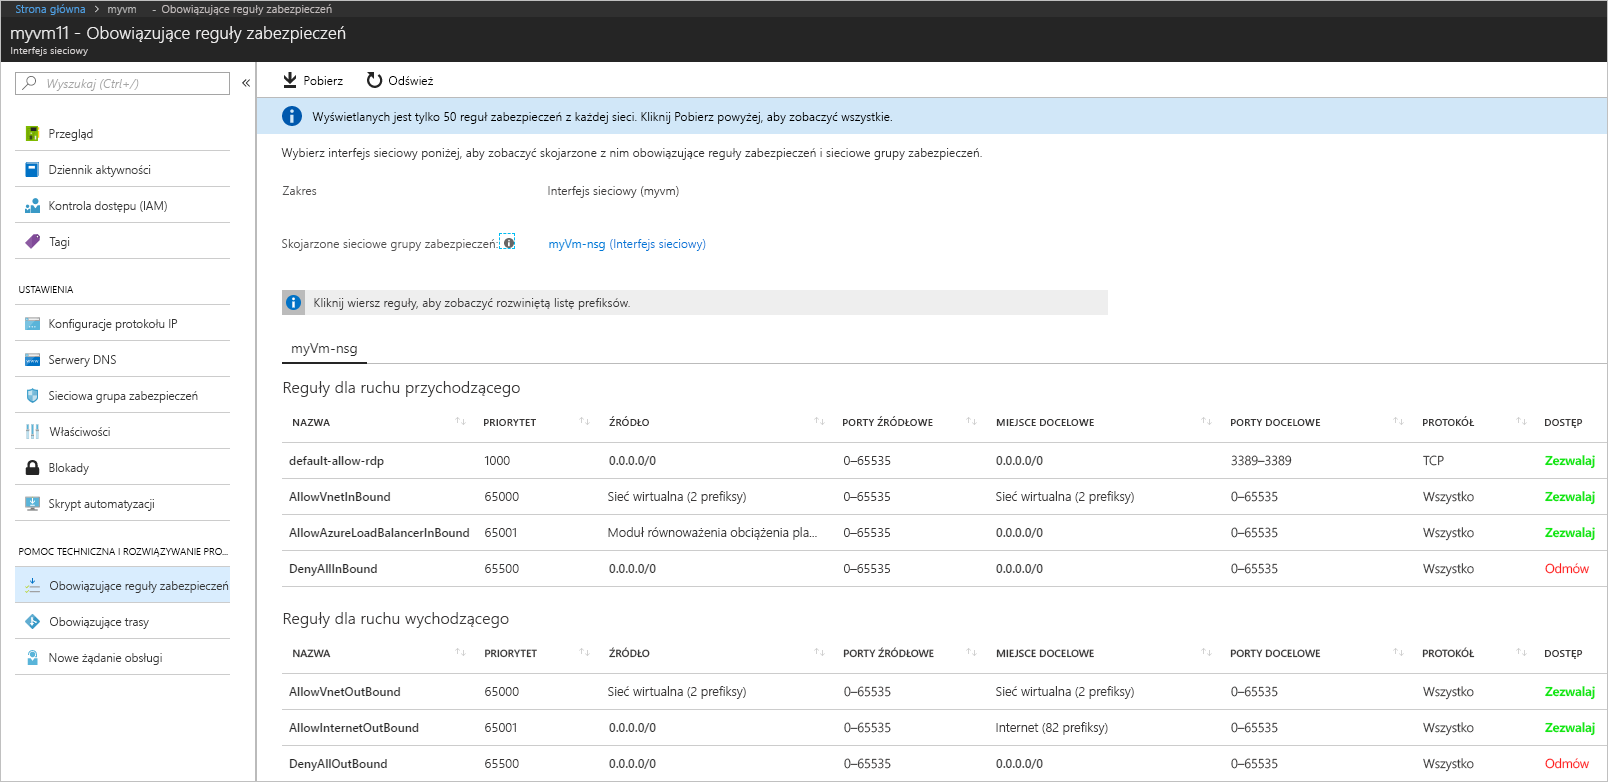 Strona główna > myvm - Obowiązujące reguły zabezpieczeń
myvm11 - Obowiązujące reguły zabezpieczeń
Interfejs sieciowy
Wyszukaj (Ctrl+/)
«
Przegląd
Dziennik aktywności
Kontrola dostępu (IAM)
Tagi
USTAWIENIA
Konfiguracje protokołu IP
Serwery DNS
Sieciowa grupa zabezpieczeń
Właściwości
Blokady
Skrypt automatyzacji
POMOC TECHNICZNA I ROZWIĄZYWANIE PRO...
Obowiązujące reguły zabezpieczeń
Obowiązujące trasy
Nowe żądanie obsługi
Pobierz Odśwież
Wyświetlanych jest tylko 50 reguł zabezpieczeń z każdej sieci. Kliknij Pobierz powyżej, aby zobaczyć wszystkie.
Wybierz interfejs sieciowy poniżej, aby zobaczyć skojarzone z nim obowiązujące reguły zabezpieczeń i sieciowe grupy zabezpieczeń.
Zakres Interfejs sieciowy (myvm)
Skojarzone sieciowe grupy zabezpieczeń: myVm-nsg (Interfejs sieciowy)
Kliknij wiersz reguły, aby zobaczyć rozwiniętą listę prefiksów.
myVm-nsg
Reguły dla ruchu przychodzącego
NAZWA PRIORYTET ŹRÓDŁO PORTY ŹRÓDŁOWE MIEJSCE DOCELOWE PORTY DOCELOWE PROTOKÓŁ DOSTĘP
default-allow-rdp 1000 0.0.0.0/0 0–65535 0.0.0.0/0 3389–3389 TCP Zezwalaj
AllowVnetInBound 65000 Sieć wirtualna (2 prefiksy) 0–65535 Sieć wirtualna (2 prefiksy) 0–65535 Wszystko Zezwalaj
AllowAzureLoadBalancerInBound 65001 Moduł równoważenia obciążenia pla... 0–65535 0.0.0.0/0 0–65535 Wszystko Zezwalaj
DenyAllInBound 65500 0.0.0.0/0 0–65535 0.0.0.0/0 0–65535 Wszystko Odmów
Reguły dla ruchu wychodzącego
NAZWA PRIORYTET ŹRÓDŁO PORTY ŹRÓDŁOWE MIEJSCE DOCELOWE PORTY DOCELOWE PROTOKÓŁ DOSTĘP
AllowVnetOutBound 65000 Sieć wirtualna (2 prefiksy) 0–65535 Sieć wirtualna (2 prefiksy) 0–65535 Wszystko Zezwalaj
AllowInternetOutBound 65001 0.0.0.0/0 0–65535 Internet (82 prefiksy) 0–65535 Wszystko Zezwalaj
DenyAllOutBound 65500 0.0.0.0/0 0–65535 0.0.0.0/0 0–65535 Wszystko Odmów